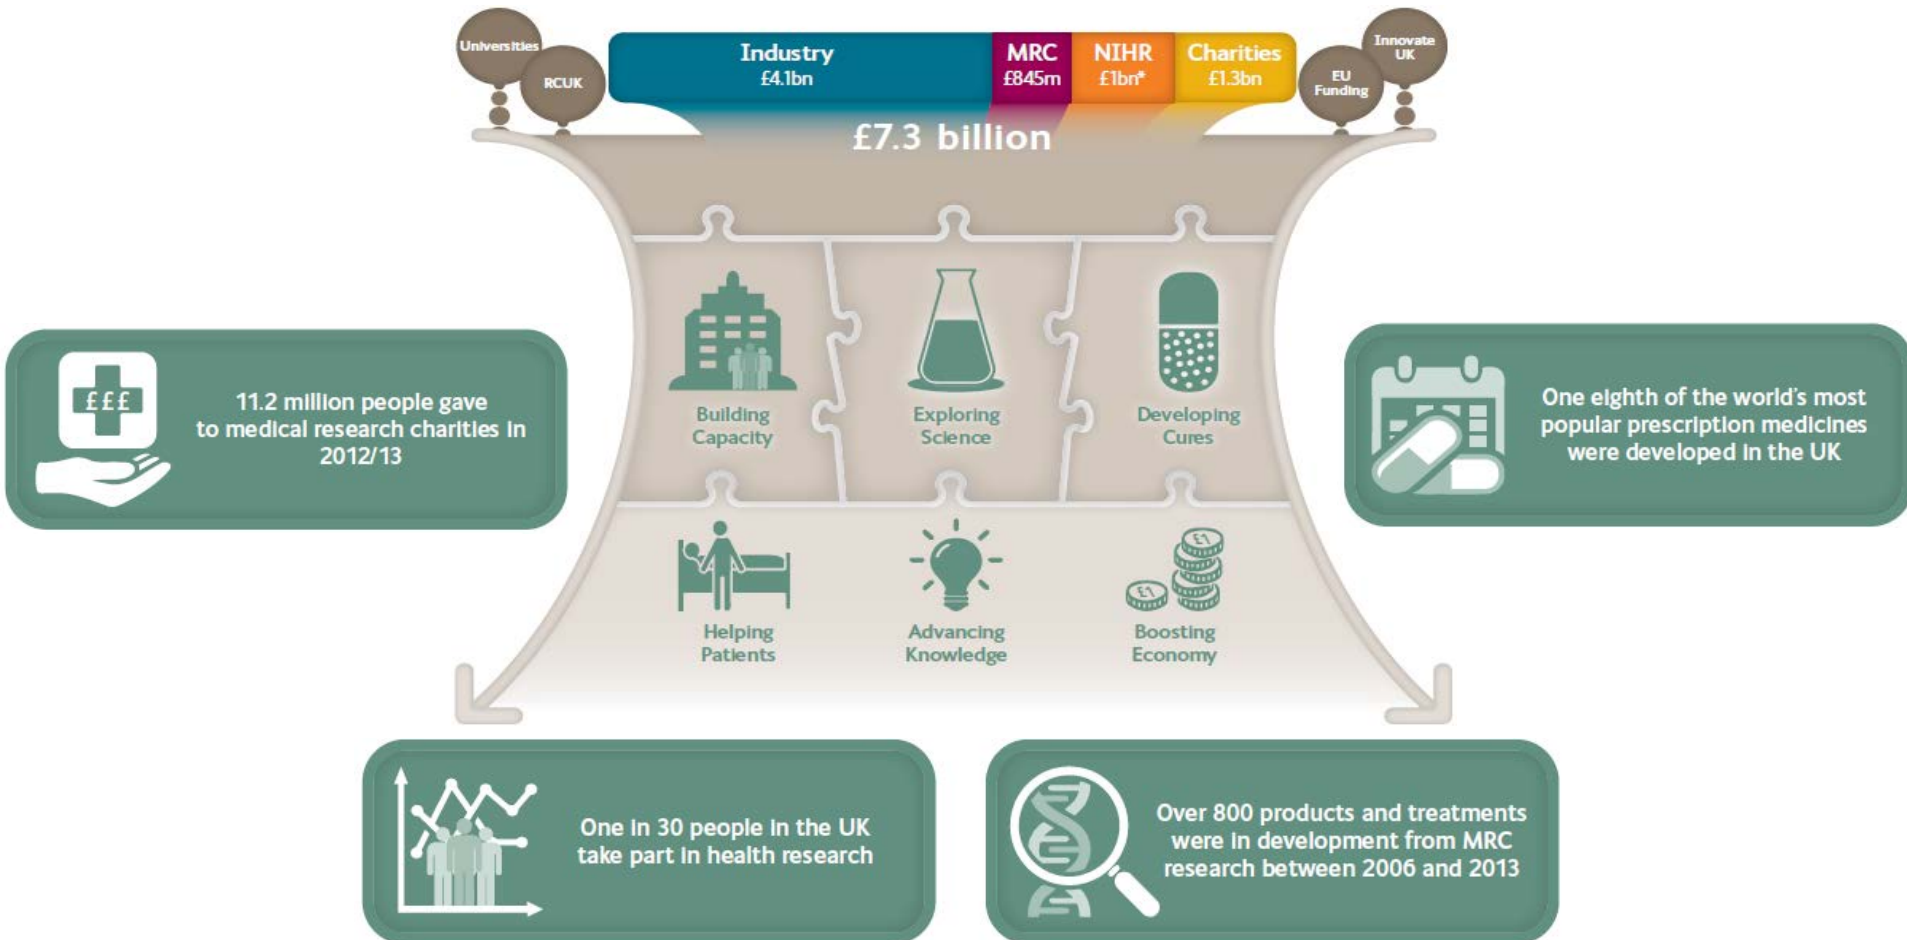 Universities
RCUK
Industry
£4.1bn
MRC
£845m
NIHR
£1bn*
Charities
£1.3bn
EU
Funding
Innovate
UK
£7.3 billion
Building
Capacity
Exploring
Science
Developing
Cures
£££
11.2 million people gave
to medical research charities in
2012/13
One eighth of the world's most
popular prescription medicines
were developed in the UK
Helping
Patients
Advancing
Knowledge
£1
£1
Boosting
Economy
One in 30 people in the UK
take part in health research
Over 800 products and treatments
were in development from MRC
research between 2006 and 2013